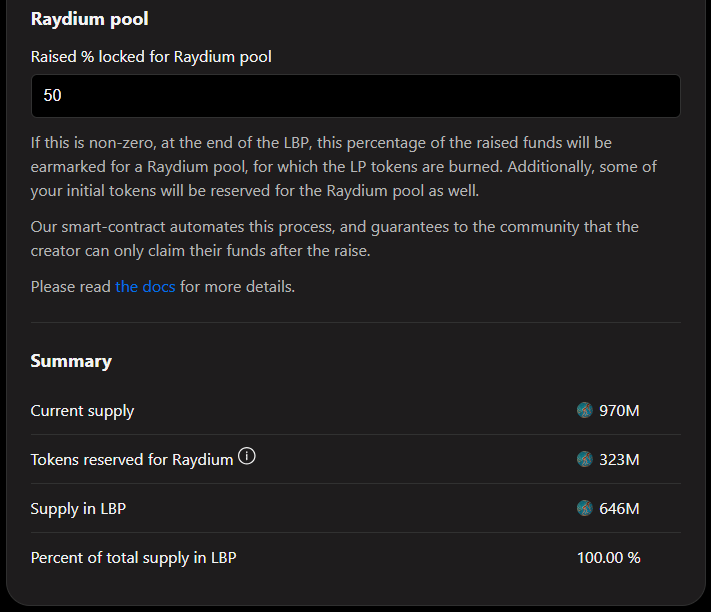 Raydium pool
Raised % locked for Raydium pool
50
If this is non-zero, at the end of the LBP, this percentage of the raised funds will be
earmarked for a Raydium pool, for which the LP tokens are burned. Additionally, some of
your initial tokens will be reserved for the Raydium pool as well.
Our smart-contract automates this process, and guarantees to the community that the
creator can only claim their funds after the raise.
Please read the docs for more details.
Summary
Current supply 970M
Tokens reserved for Raydium 323M
Supply in LBP 646M
Percent of total supply in LBP 100.00 %